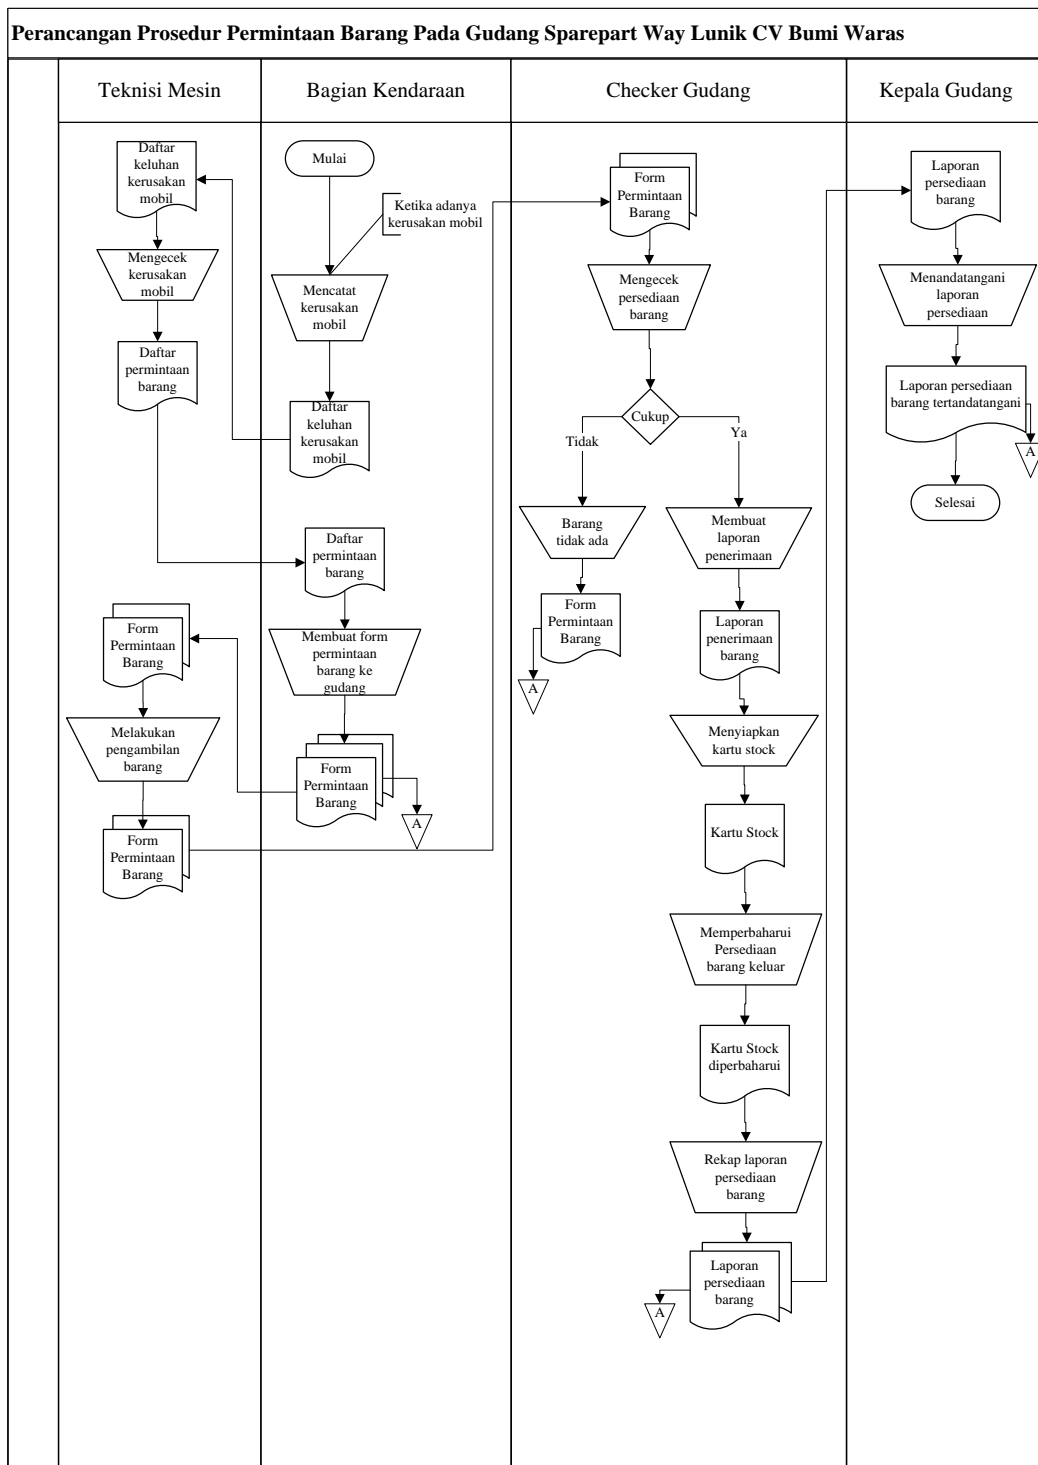 Perancangan Prosedur Permintaan Barang Pada Gudang Sparepart Way Lunik CV Bumi Waras
Teknisi Mesin
Bagian Kendaraan
Checker Gudang
Kepala Gudang
Daftar
keluhan
kerusakan
mobil
Mengecek
kerusakan
mobil
Daftar
permintaan
barang
Form
Permintaan
Barang
Melakukan
pengambilan
barang
Form
Permintaan
Barang
Mulai
Ketika adanya
kerusakan mobil
Mencatat
kerusakan
mobil
Daftar
keluhan
kerusakan
mobil
Daftar
permintaan
barang
Membuat form
permintaan
barang ke
gudang
Form
Permintaan
Barang
A
Form
Permintaan
Barang
Mengecek
persediaan
barang
Cukup
Tidak
Ya
Barang
tidak ada
Form
Permintaan
Barang
A
Membuat
laporan
penerimaan
Laporan
penerimaan
barang
Menyiapkan
kartu stock
Kartu Stock
Memperbaharui
Persediaan
barang keluar
Kartu Stock
diperbaharui
Rekap laporan
persediaan
barang
Laporan
persediaan
barang
A
Laporan
persediaan
barang
Menandatangani
laporan
persediaan
Laporan persediaan
barang tertandatangani
A
Selesai